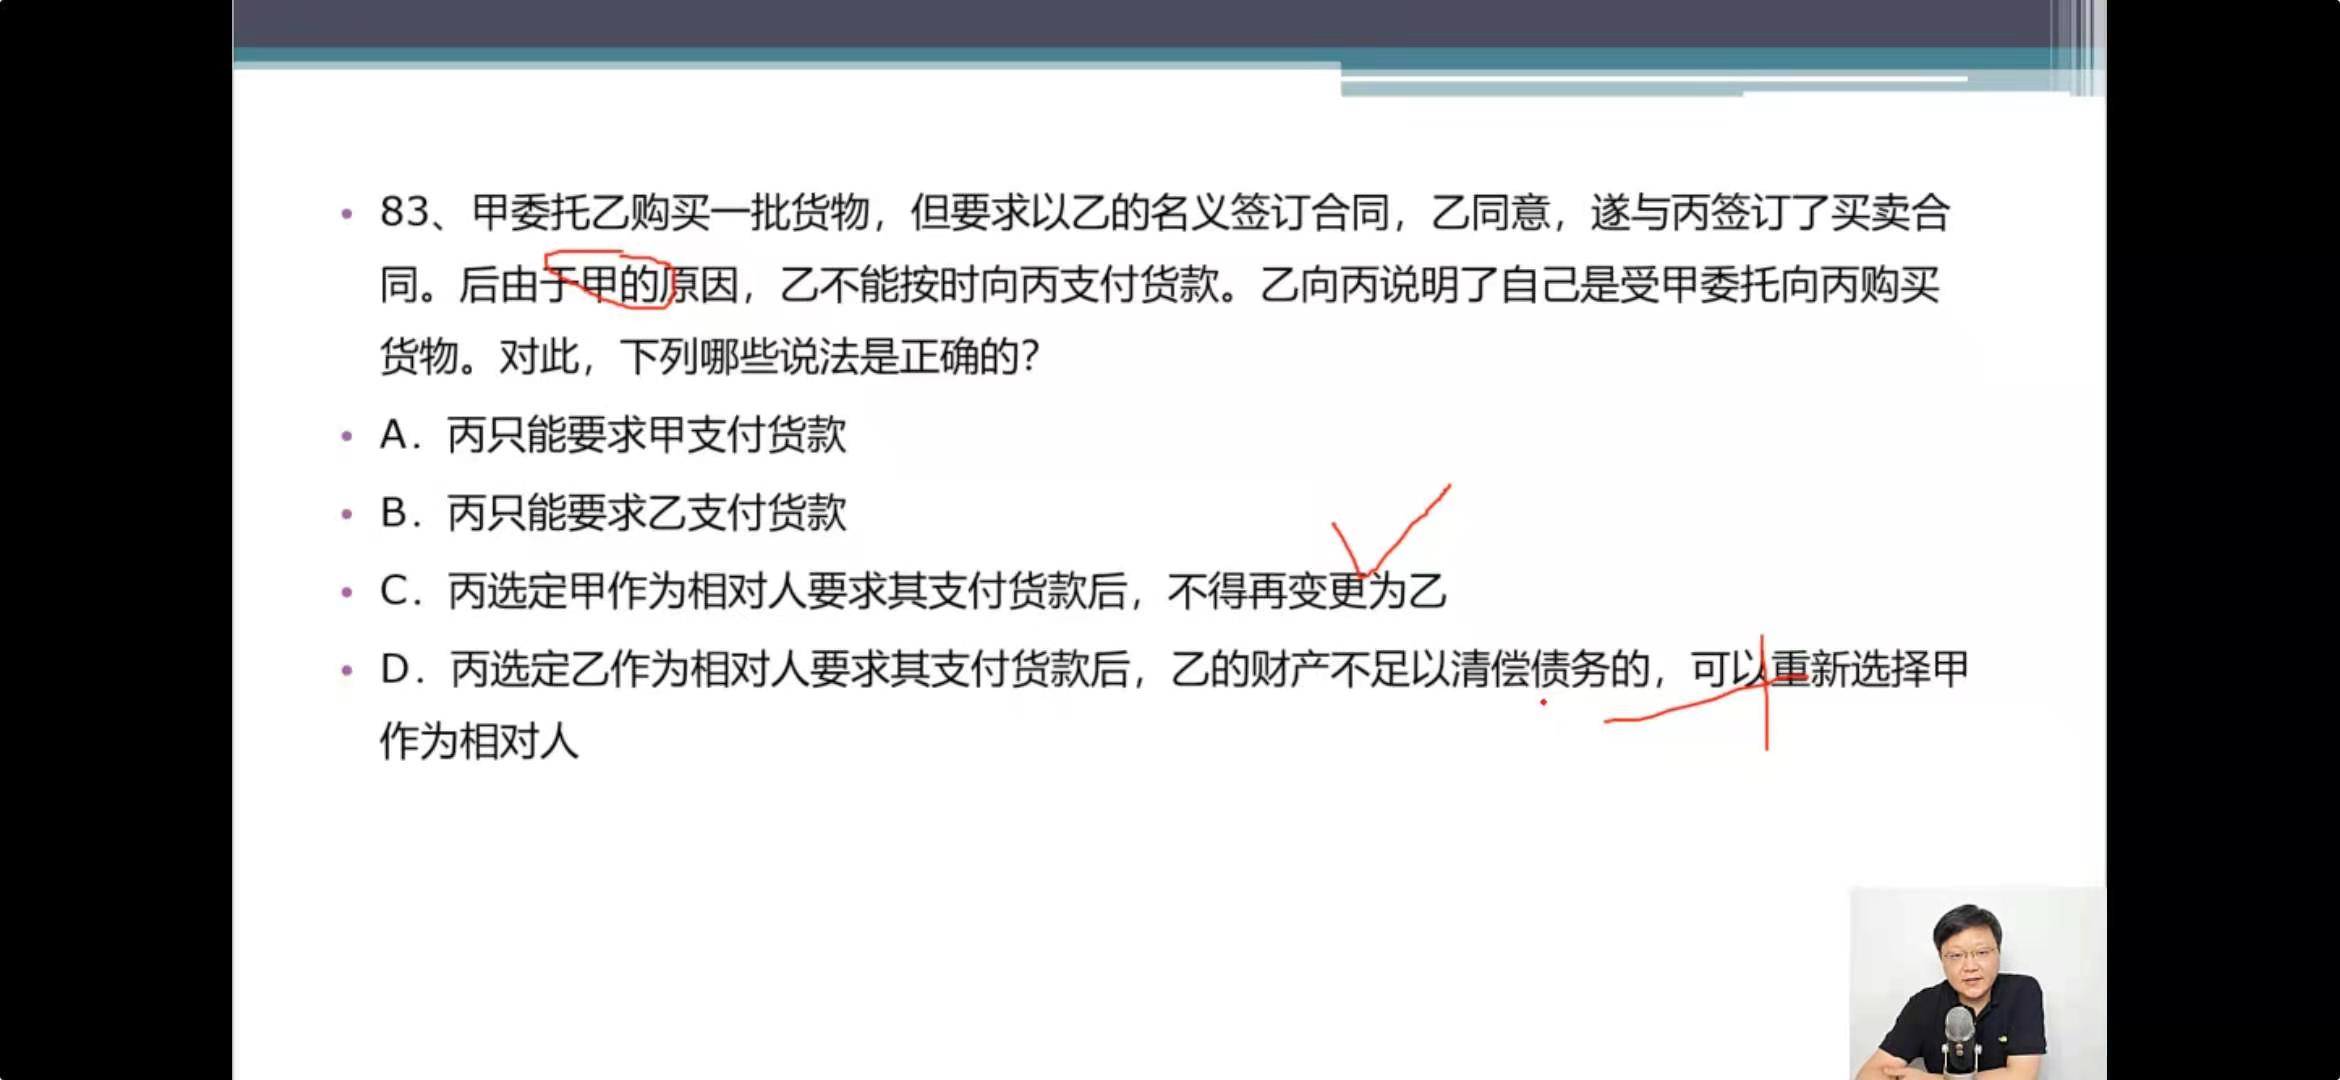 • 83、甲委托乙购买一批货物，但要求以乙的名义签订合同，乙同意，遂与丙签订了买卖合
同。后由于甲的原因，乙不能按时向丙支付货款。乙向丙说明了自己是受甲委托向丙购买
货物。对此，下列哪些说法是正确的？
• A．丙只能要求甲支付货款
• B．丙只能要求乙支付货款
• C．丙选定甲作为相对人要求其支付货款后，不得再变更为乙
• D．丙选定乙作为相对人要求其支付货款后，乙的财产不足以清偿债务的，可以重新选择甲
作为相对人